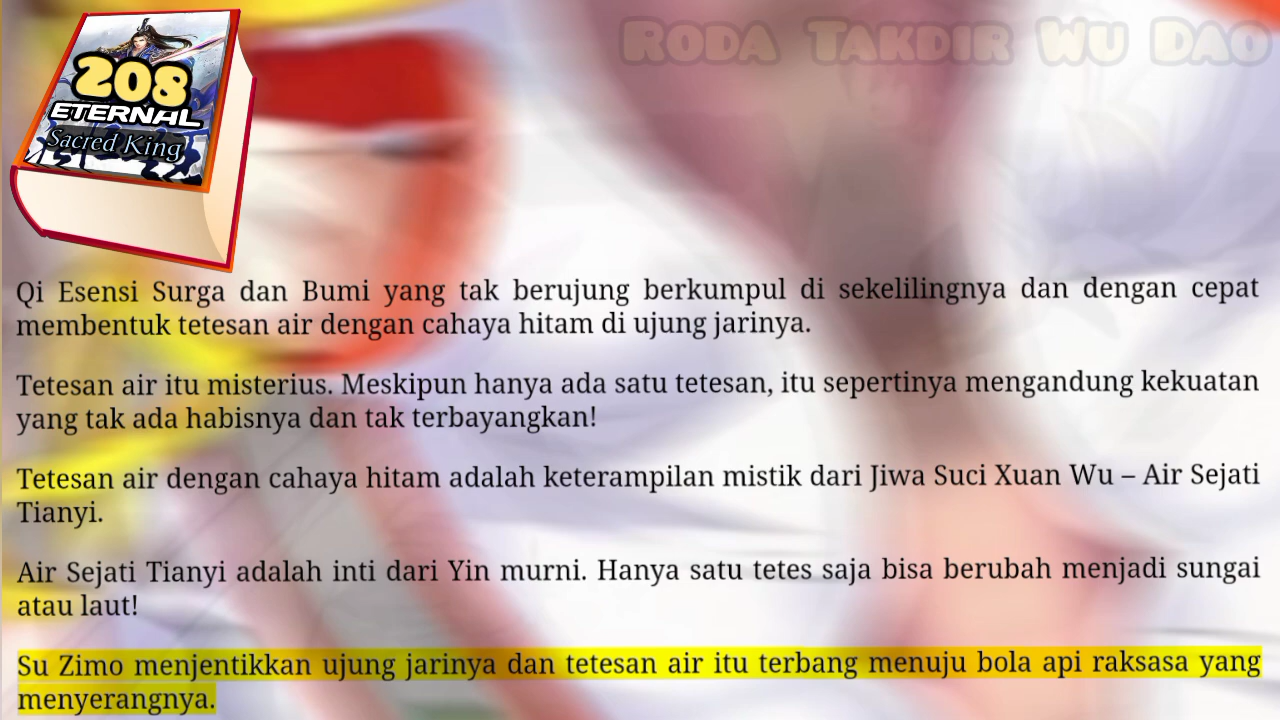 Roda Takdir Wu Dao
208
ETERNAL
Sacred King
Qi Esensi Surga dan Bumi yang tak berujung berkumpul di sekelilingnya dan dengan cepat
membentuk tetesan air dengan cahaya hitam di ujung jarinya.
Tetesan air itu misterius. Meskipun hanya ada satu tetesan, itu sepertinya mengandung kekuatan
yang tak ada habisnya dan tak terbayangkan!
Tetesan air dengan cahaya hitam adalah keterampilan mistik dari Jiwa Suci Xuan Wu – Air Sejati
Tianyi.
Air Sejati Tianyi adalah inti dari Yin murni. Hanya satu tetes saja bisa berubah menjadi sungai
atau laut!
Su Zimo menjentikkan ujung jarinya dan tetesan air itu terbang menuju bola api raksasa yang
menyerangnya.